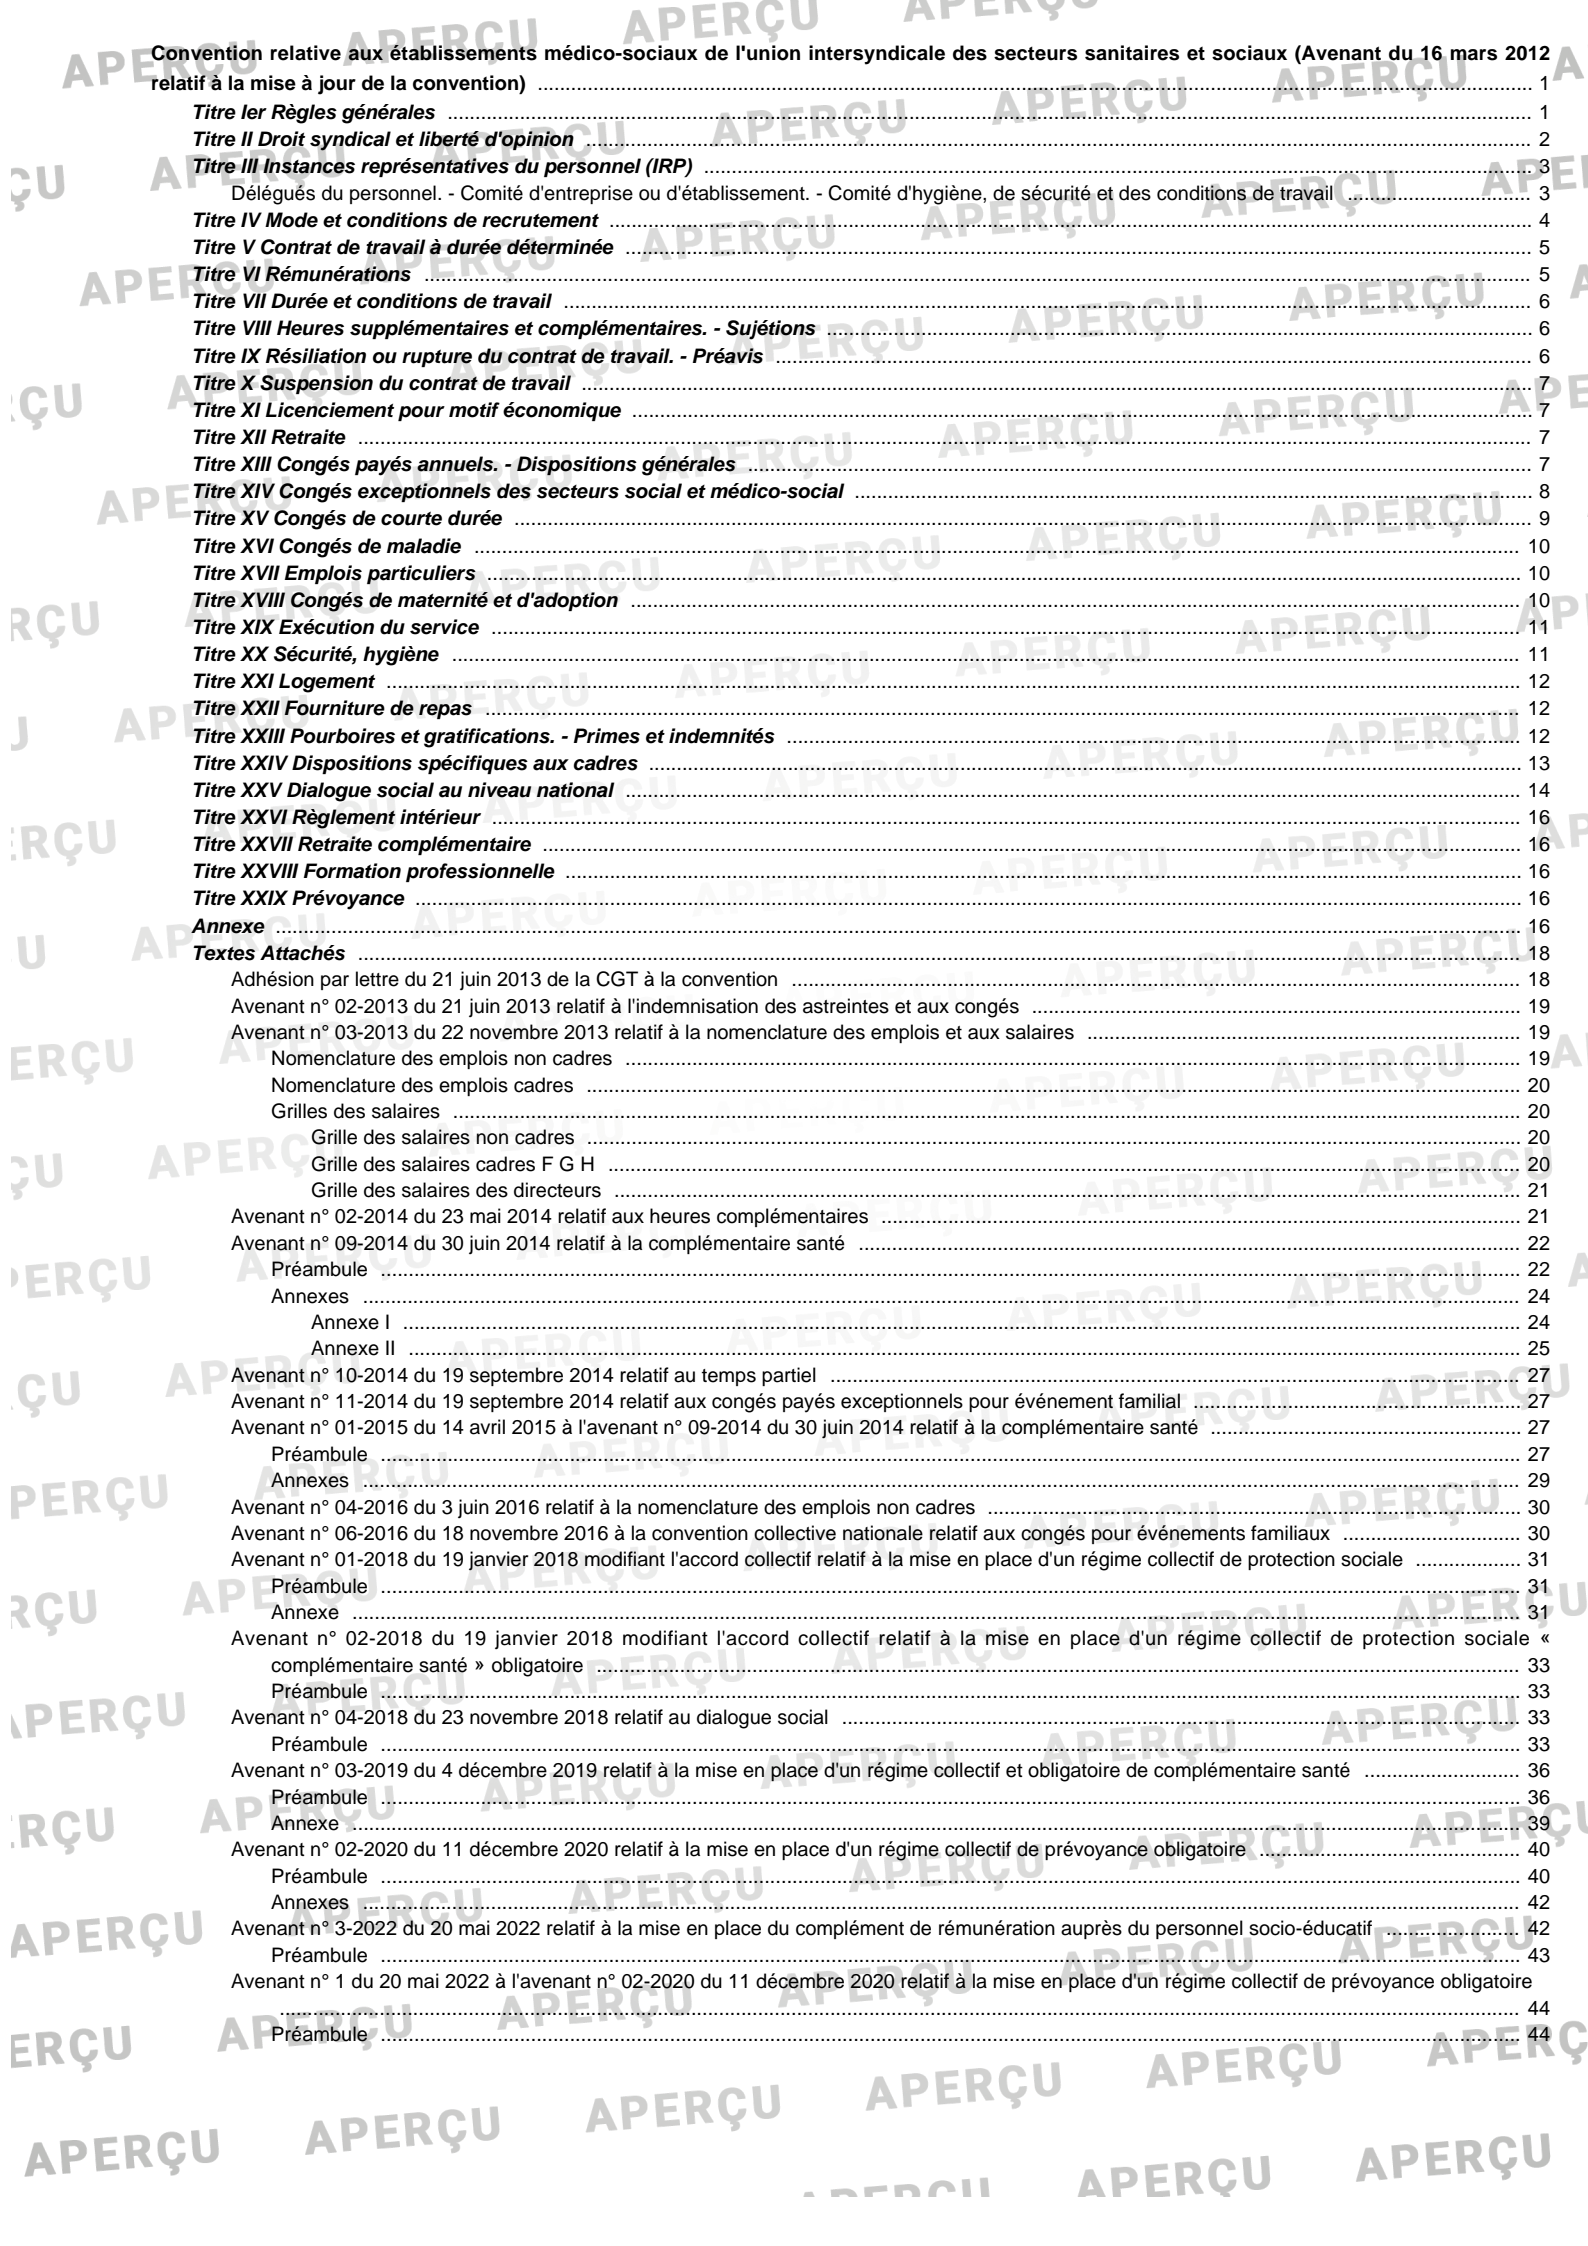 Convention relative aux établissements médico-sociaux de l'union intersyndicale des secteurs sanitaires et sociaux (Avenant du 16 mars 2012
relatif à la mise à jour de la convention) 1
Titre Ier Règles générales 1
Titre II Droit syndical et liberté d'opinion 2
Titre III Instances représentatives du personnel (IRP) 3
Délégués du personnel. - Comité d'entreprise ou d'établissement. - Comité d'hygiène, de sécurité et des conditions de travail 3
Titre IV Mode et conditions de recrutement 4
Titre V Contrat de travail à durée déterminée 5
Titre VI Rémunérations 5
Titre VII Durée et conditions de travail 6
Titre VIII Heures supplémentaires et complémentaires. - Sujétions 6
Titre IX Résiliation ou rupture du contrat de travail. - Préavis 6
Titre X Suspension du contrat de travail 7
Titre XI Licenciement pour motif économique 7
Titre XII Retraite 7
Titre XIII Congés payés annuels. - Dispositions générales 7
Titre XIV Congés exceptionnels des secteurs social et médico-social 8
Titre XV Congés de courte durée 9
Titre XVI Congés de maladie 10
Titre XVII Emplois particuliers 10
Titre XVIII Congés de maternité et d'adoption 10
Titre XIX Exécution du service 11
Titre XX Sécurité, hygiène 11
Titre XXI Logement 12
Titre XXII Fourniture de repas 12
Titre XXIII Pourboires et gratifications. - Primes et indemnités 12
Titre XXIV Dispositions spécifiques aux cadres 13
Titre XXV Dialogue social au niveau national 14
Titre XXVI Règlement intérieur 16
Titre XXVII Retraite complémentaire 16
Titre XXVIII Formation professionnelle 16
Titre XXIX Prévoyance 16
Annexe 16
Textes Attachés 18
Adhésion par lettre du 21 juin 2013 de la CGT à la convention 18
Avenant n° 02-2013 du 21 juin 2013 relatif à l'indemnisation des astreintes et aux congés 19
Avenant n° 03-2013 du 22 novembre 2013 relatif à la nomenclature des emplois et aux salaires 19
Nomenclature des emplois non cadres 19
Nomenclature des emplois cadres 20
Grilles des salaires 20
Grille des salaires non cadres 20
Grille des salaires cadres F G H 20
Grille des salaires des directeurs 21
Avenant n° 02-2014 du 23 mai 2014 relatif aux heures complémentaires 21
Avenant n° 09-2014 du 30 juin 2014 relatif à la complémentaire santé 22
Préambule 22
Annexes 24
Annexe I 24
Annexe II 25
Avenant n° 10-2014 du 19 septembre 2014 relatif au temps partiel 27
Avenant n° 11-2014 du 19 septembre 2014 relatif aux congés payés exceptionnels pour événement familial 27
Avenant n° 01-2015 du 14 avril 2015 à l'avenant n° 09-2014 du 30 juin 2014 relatif à la complémentaire santé 27
Préambule 27
Annexes 29
Avenant n° 04-2016 du 3 juin 2016 relatif à la nomenclature des emplois non cadres 30
Avenant n° 06-2016 du 18 novembre 2016 à la convention collective nationale relatif aux congés pour événements familiaux 30
Avenant n° 01-2018 du 19 janvier 2018 modifiant l'accord collectif relatif à la mise en place d'un régime collectif de protection sociale 31
Préambule 31
Annexe 31
Avenant n° 02-2018 du 19 janvier 2018 modifiant l'accord collectif relatif à la mise en place d'un régime collectif de protection sociale «
complémentaire santé » obligatoire 33
Préambule 33
Avenant n° 04-2018 du 23 novembre 2018 relatif au dialogue social 33
Préambule 33
Avenant n° 03-2019 du 4 décembre 2019 relatif à la mise en place d'un régime collectif et obligatoire de complémentaire santé 36
Préambule 36
Annexe 39
Avenant n° 02-2020 du 11 décembre 2020 relatif à la mise en place d'un régime collectif de prévoyance obligatoire 40
Préambule 40
Annexes 42
Avenant n° 3-2022 du 20 mai 2022 relatif à la mise en place du complément de rémunération auprès du personnel socio-éducatif 42
Préambule 43
Avenant n° 1 du 20 mai 2022 à l'avenant n° 02-2020 du 11 décembre 2020 relatif à la mise en place d'un régime collectif de prévoyance obligatoire
44
Préambule 44
APERÇU